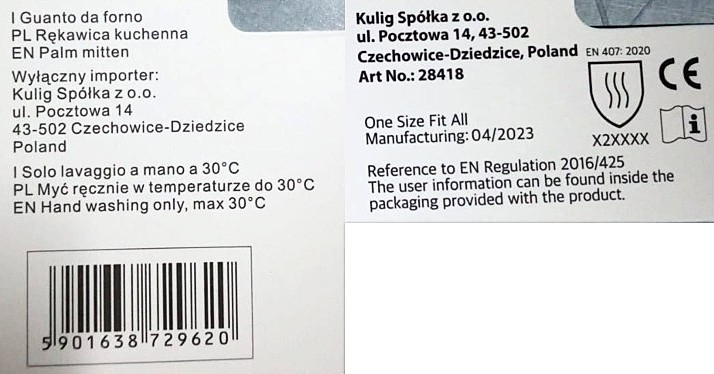 I Guanto da forno
PL Rękawica kuchenna
EN Palm mitten
Wyłączny importer:
Kulig Spółka z o.o.
ul. Pocztowa 14
43-502 Czechowice-Dziedzice
Poland
I Solo lavaggio a mano a 30°C
PL Myć ręcznie w temperaturze do 30°C
EN Hand washing only, max 30°C
5 901638 729620
Kulig Spółka z o.o.
ul. Pocztowa 14, 43-502
Czechowice-Dziedzice, Poland
Art No.: 28418
EN 407: 2020
CE
i
X2XXXX
One Size Fit All
Manufacturing: 04/2023
Reference to EN Regulation 2016/425
The user information can be found inside the
packaging provided with the product.